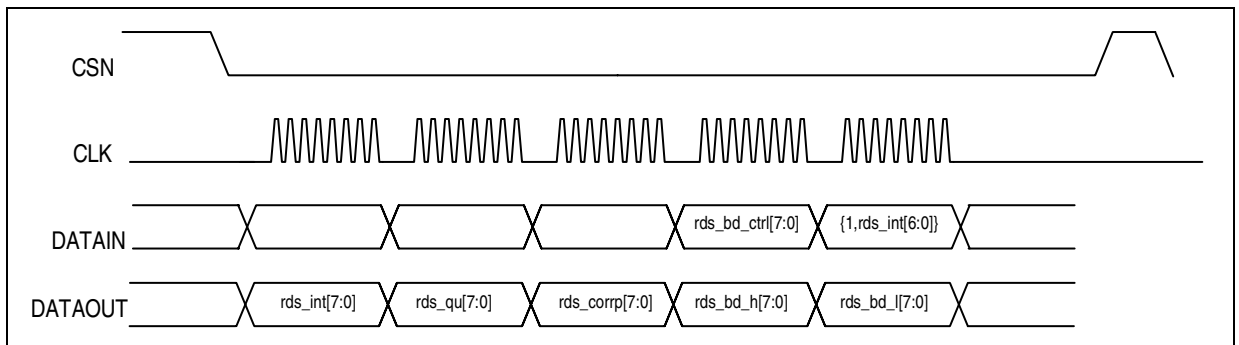 CSN
CLK
DATAIN rds_bd_ctrl[7:0] {1,rds_int[6:0]}
DATAOUT rds_int[7:0] rds_qu[7:0] rds_corrp[7:0] rds_bd_h[7:0] rds_bd_l[7:0]